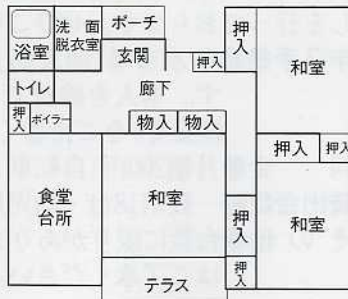 浴室
洗面
脱衣室
ポーチ
玄関
押入
押入
和室
トイレ
廊下
押入
ボイラー
物入
物入
押入
押入
食堂
台所
和室
押入
和室
押入
テラス